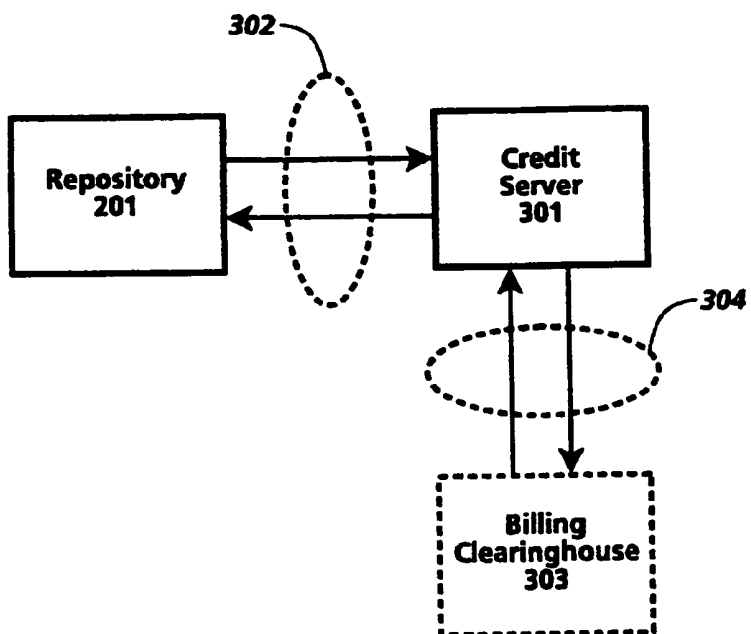 302
Repository
201
Credit
Server
301
304
Billing
Clearinghouse
303